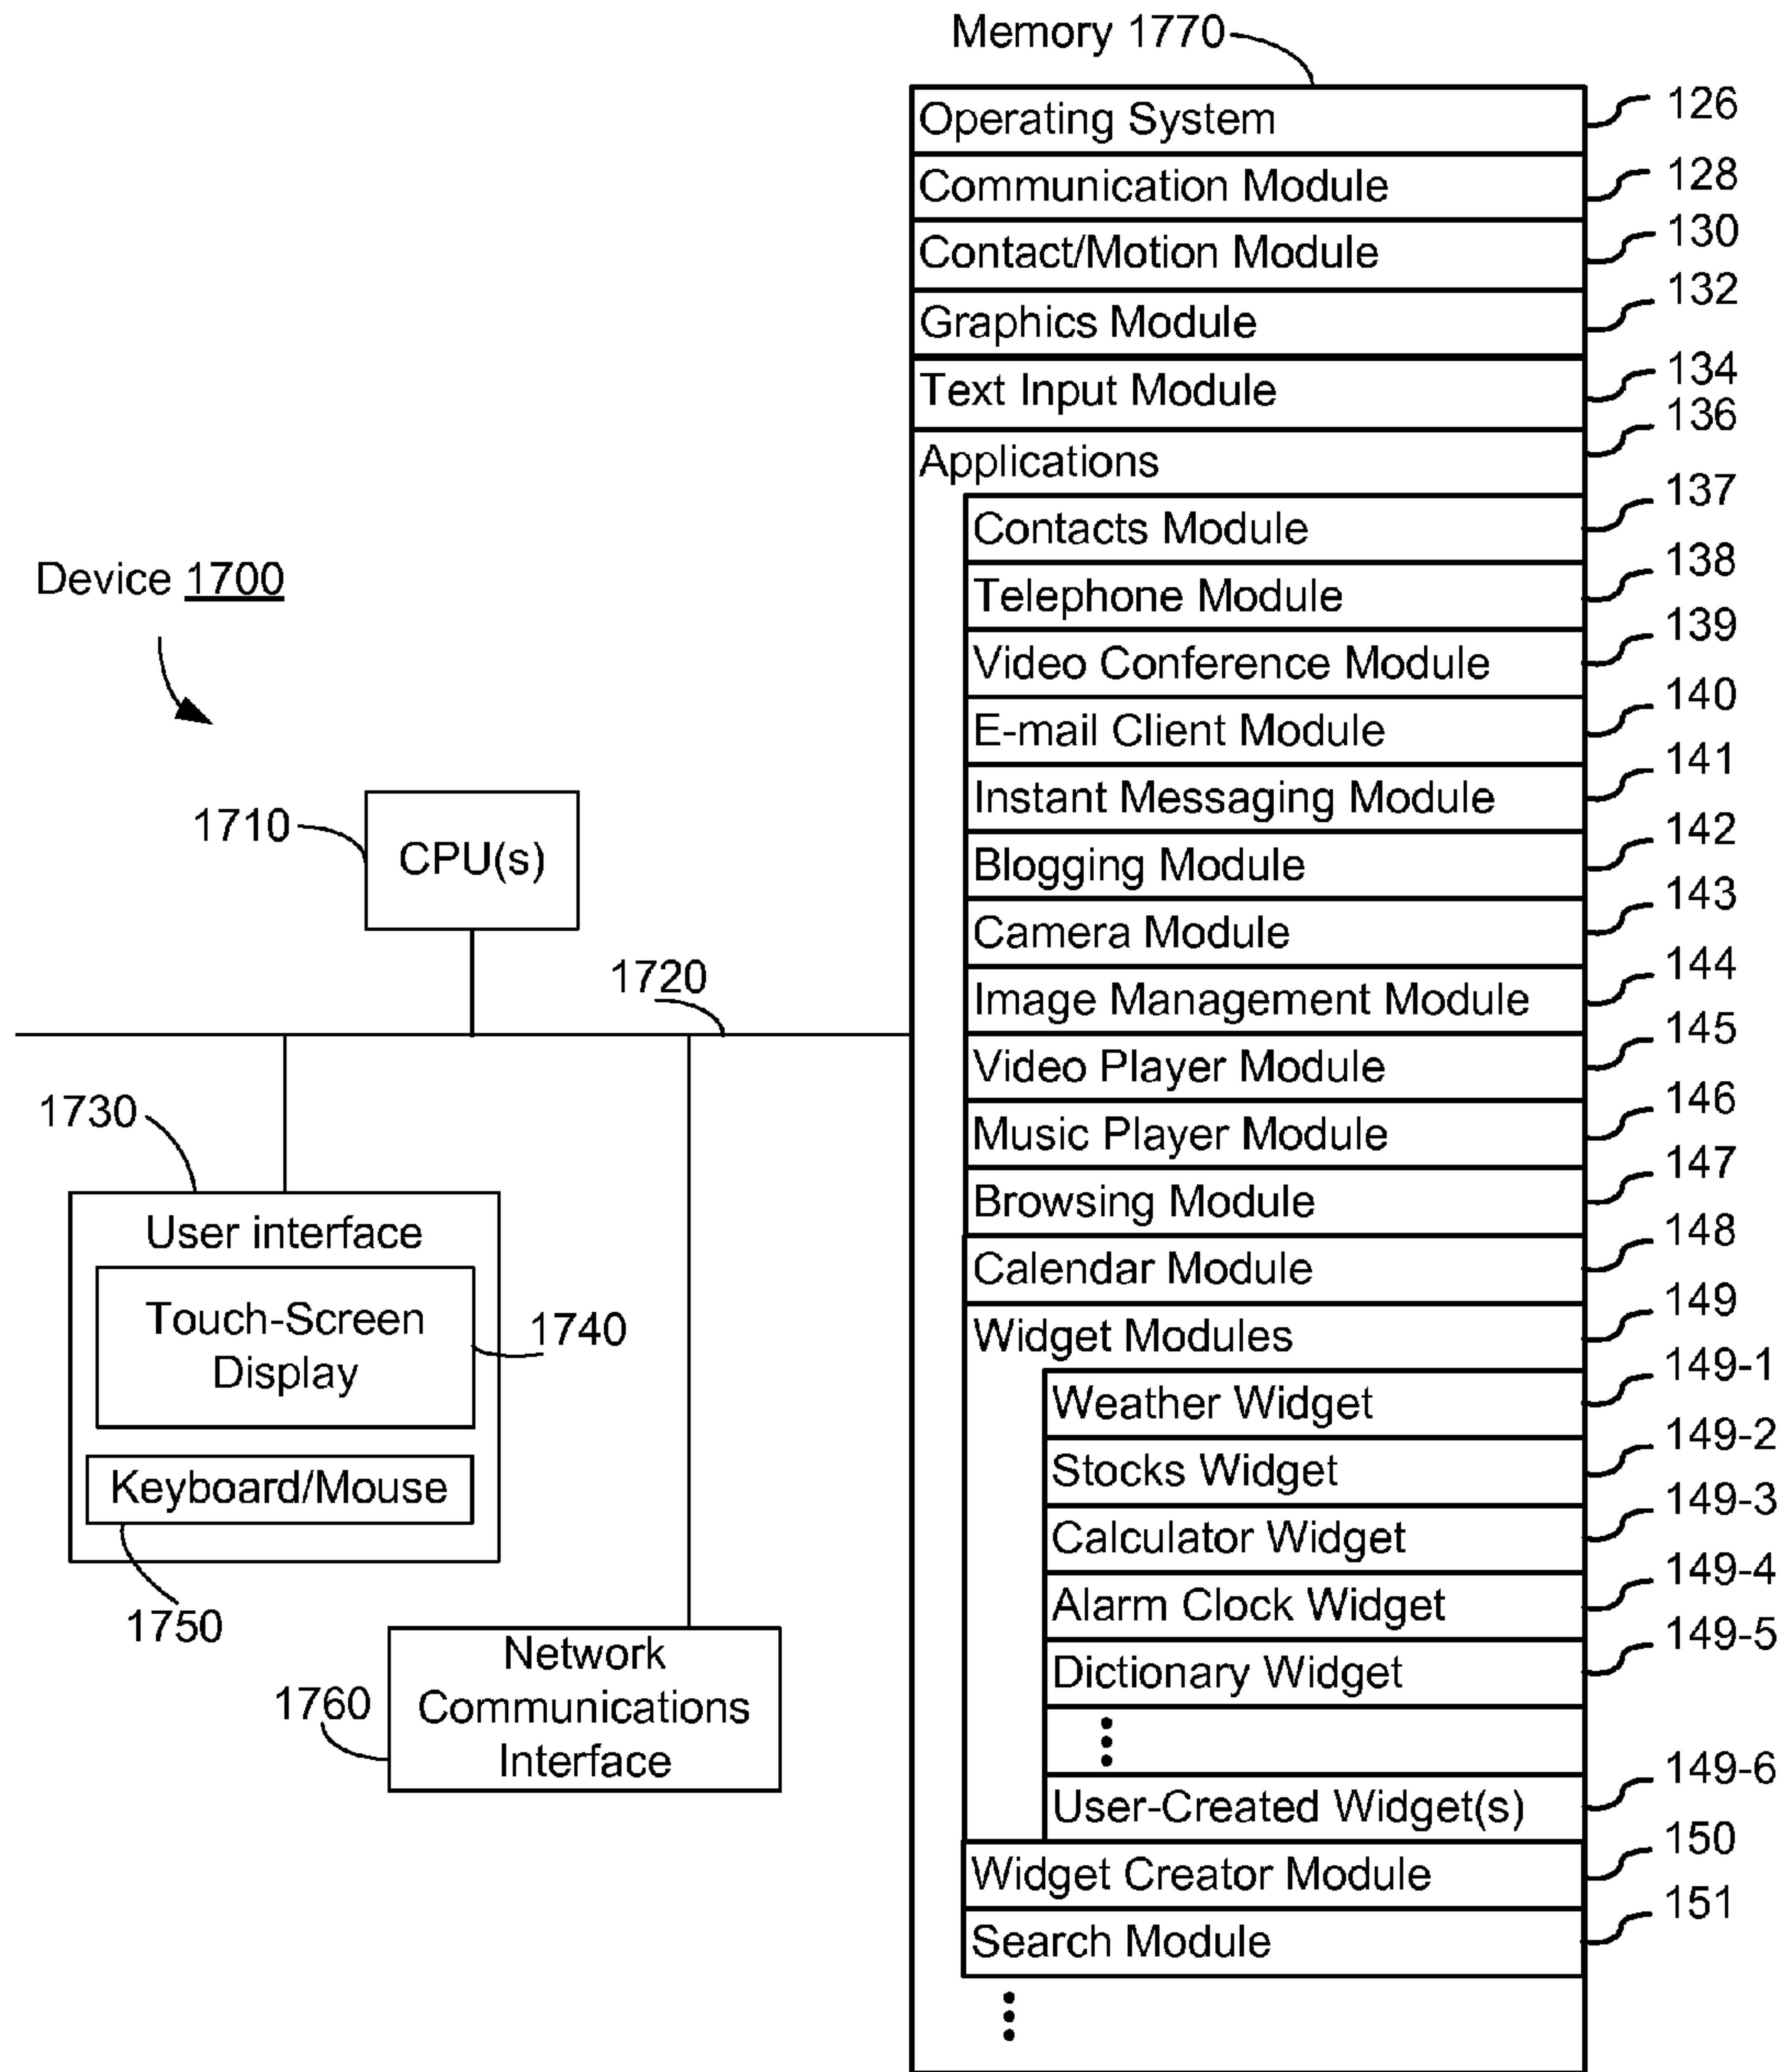 Memory 1770
Operating System 126
Communication Module 128
Contact/Motion Module 130
Graphics Module 132
Text Input Module 134
Applications 136
Contacts Module 137
Telephone Module 138
Video Conference Module 139
E-mail Client Module 140
Instant Messaging Module 141
Blogging Module 142
Camera Module 143
Image Management Module 144
Video Player Module 145
Music Player Module 146
Browsing Module 147
Calendar Module 148
Widget Modules 149
Weather Widget 149-1
Stocks Widget 149-2
Calculator Widget 149-3
Alarm Clock Widget 149-4
Dictionary Widget 149-5
User-Created Widget(s) 149-6
Widget Creator Module 150
Search Module 151
Device 1700
1710
CPU(s)
1720
1730
User interface
Touch-Screen
Display
1740
Keyboard/Mouse
1750
Network
Communications
Interface
1760